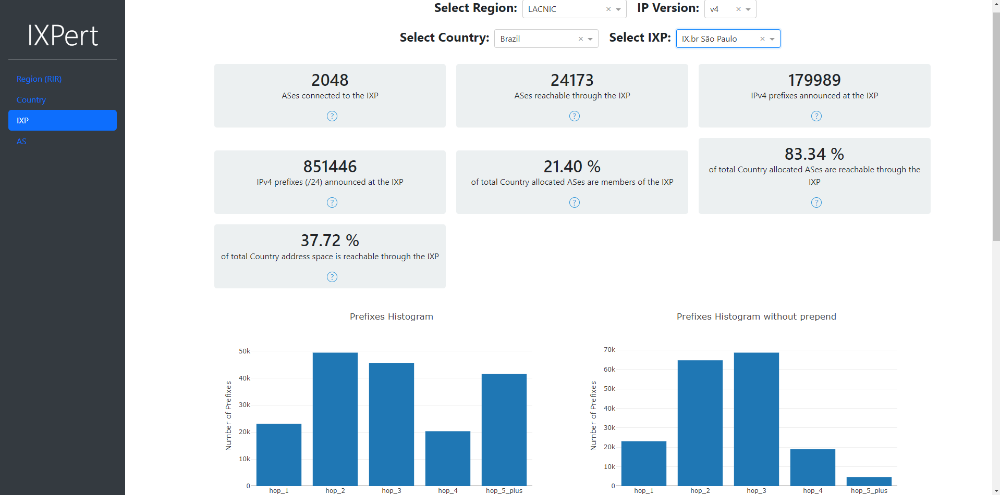 IXPert
Region (RIR)
Country
IXP
AS
Select Region: LACNIC × IP Version: v4 ×
Select Country: Brazil × Select IXP: IX.br São Paulo ×
2048
ASes connected to the IXP
?
24173
ASes reachable through the IXP
?
179989
IPv4 prefixes announced at the IXP
?
851446
IPv4 prefixes (/24) announced at the IXP
?
21.40 %
of total Country allocated ASes are members of the IXP
?
83.34 %
of total Country allocated ASes are reachable through the
IXP
?
37.72 %
of total Country address space is reachable through the IXP
?
Prefixes Histogram
Number of Prefixes
50k
40k
30k
20k
10k
0
hop_1 hop_2 hop_3 hop_4 hop_5_plus
Prefixes Histogram without prepend
Number of Prefixes
70k
60k
50k
40k
30k
20k
10k
0
hop_1 hop_2 hop_3 hop_4 hop_5_plus